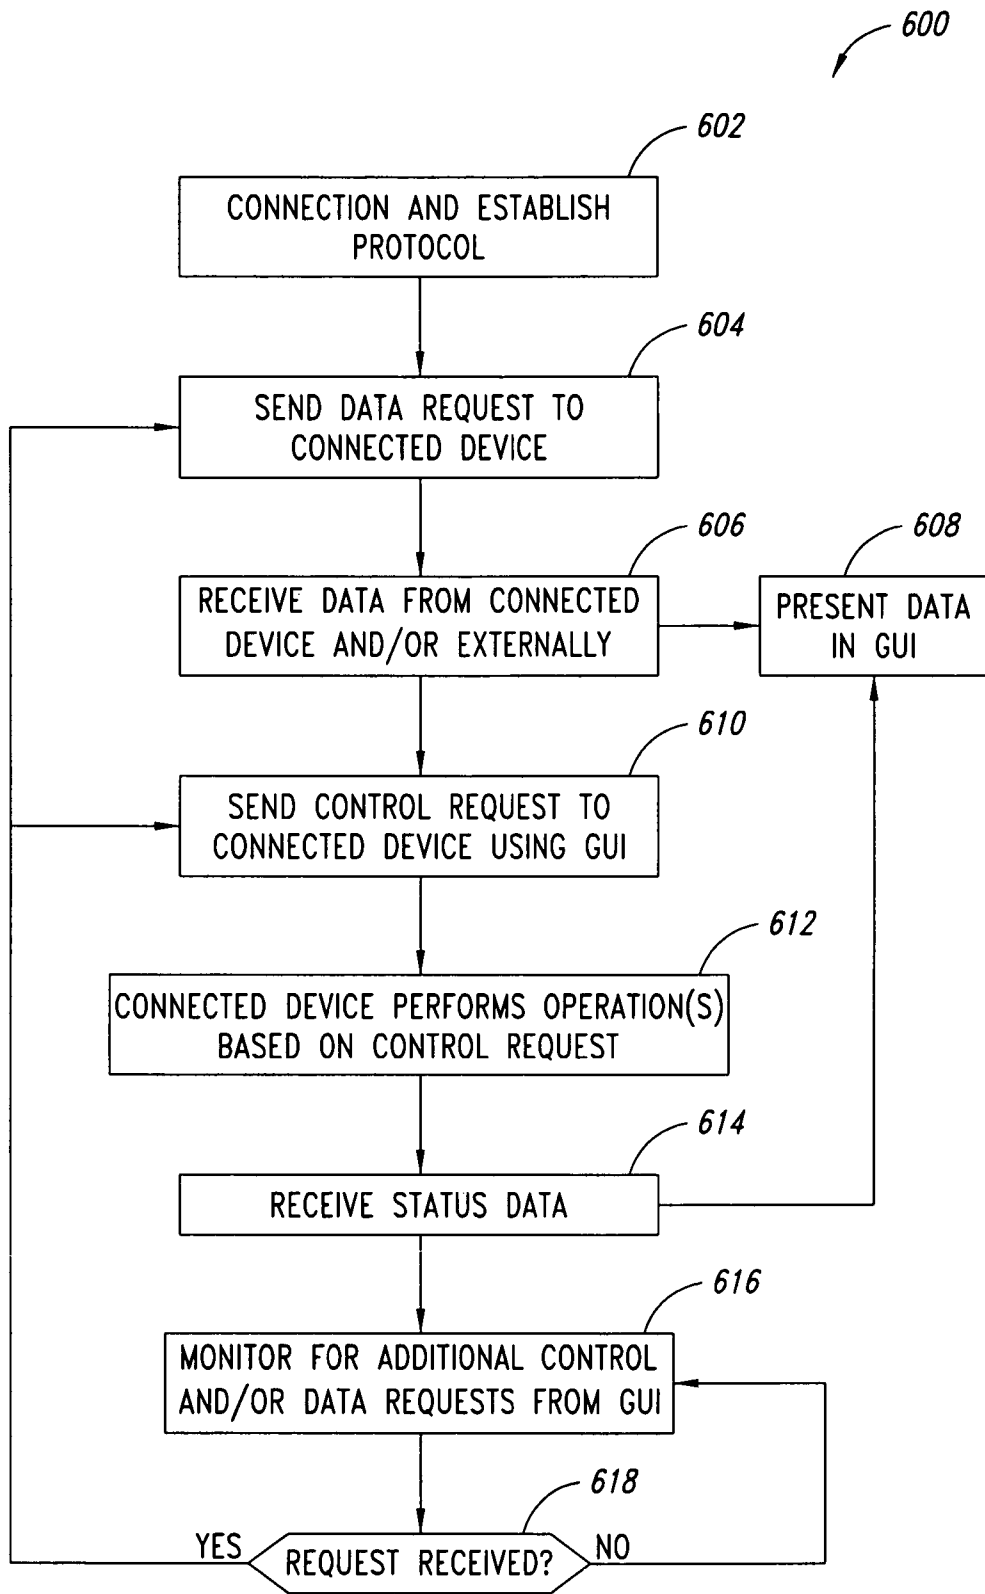 600
602
CONNECTION AND ESTABLISH
PROTOCOL
604
SEND DATA REQUEST TO
CONNECTED DEVICE
606
RECEIVE DATA FROM CONNECTED
DEVICE AND/OR EXTERNALLY
608
PRESENT DATA
IN GUI
610
SEND CONTROL REQUEST TO
CONNECTED DEVICE USING GUI
612
CONNECTED DEVICE PERFORMS OPERATION(S)
BASED ON CONTROL REQUEST
614
RECEIVE STATUS DATA
616
MONITOR FOR ADDITIONAL CONTROL
AND/OR DATA REQUESTS FROM GUI
618
YES
REQUEST RECEIVED?
NO